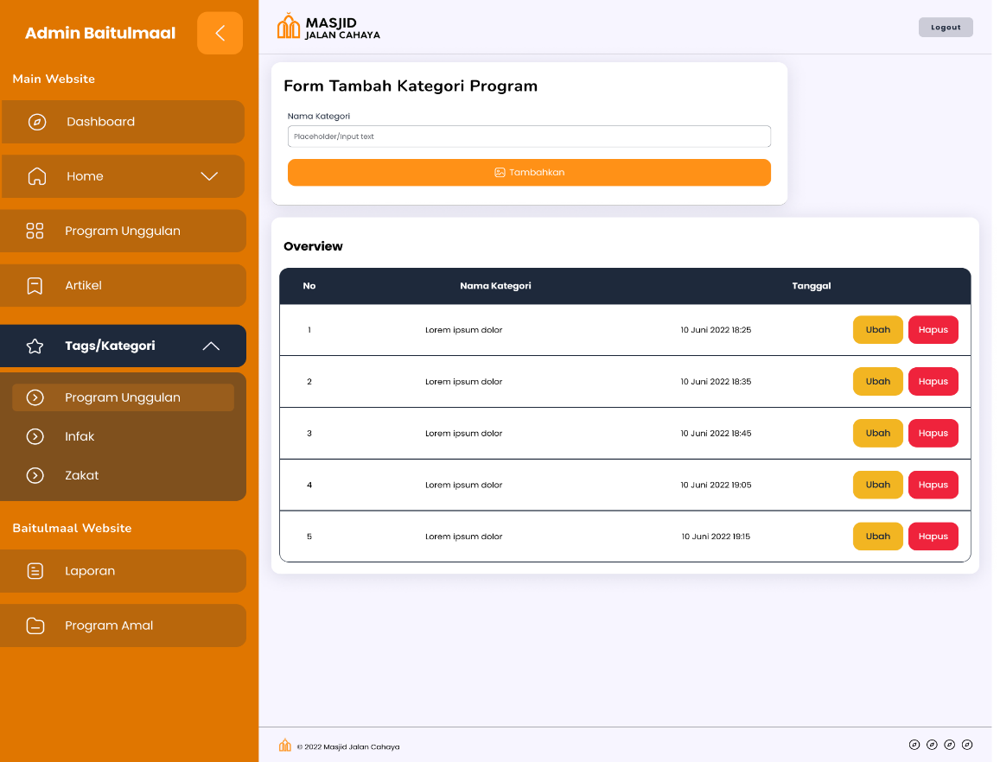 Admin Baitulmaal
Main Website
Dashboard
Home
Program Unggulan
Artikel
Tags/Kategori
Program Unggulan
Infak
Zakat
Baitulmaal Website
Laporan
Program Amal
MASJID
JALAN CAHAYA
Logout
Form Tambah Kategori Program
Nama Kategori
Placeholder/Input text
Tambahkan
Overview
No Nama Kategori Tanggal
1 Lorem ipsum dolor 10 Juni 2022 18:25 Ubah Hapus
2 Lorem ipsum dolor 10 Juni 2022 18:35 Ubah Hapus
3 Lorem ipsum dolor 10 Juni 2022 18:45 Ubah Hapus
4 Lorem ipsum dolor 10 Juni 2022 19:05 Ubah Hapus
5 Lorem ipsum dolor 10 Juni 2022 19:15 Ubah Hapus
© 2022 Masjid Jalan Cahaya